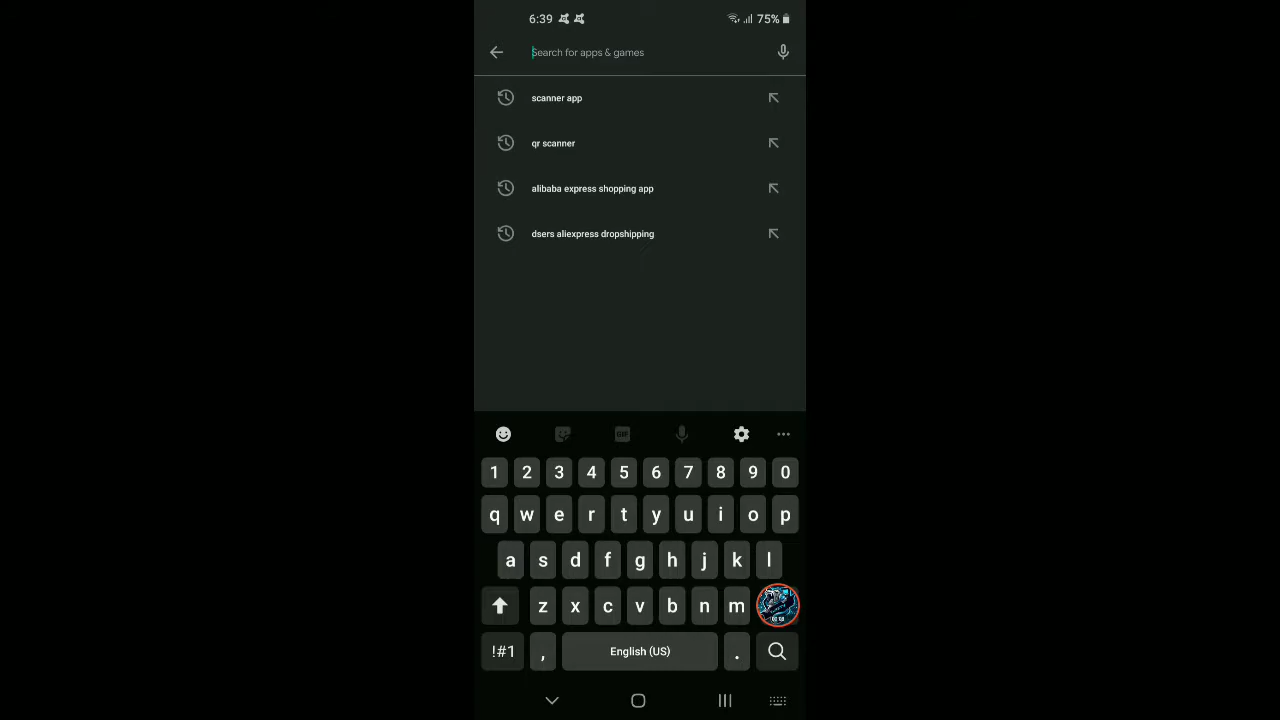 6:39 75%
Search for apps & games
scanner app
qr scanner
alibaba express shopping app
dsers aliexpress dropshipping
GIF
1 2 3 4 5 6 7 8 9 0
q w e r t y u i o p
a s d f g h j k l
z x c v b n m
!#1 , English (US) .